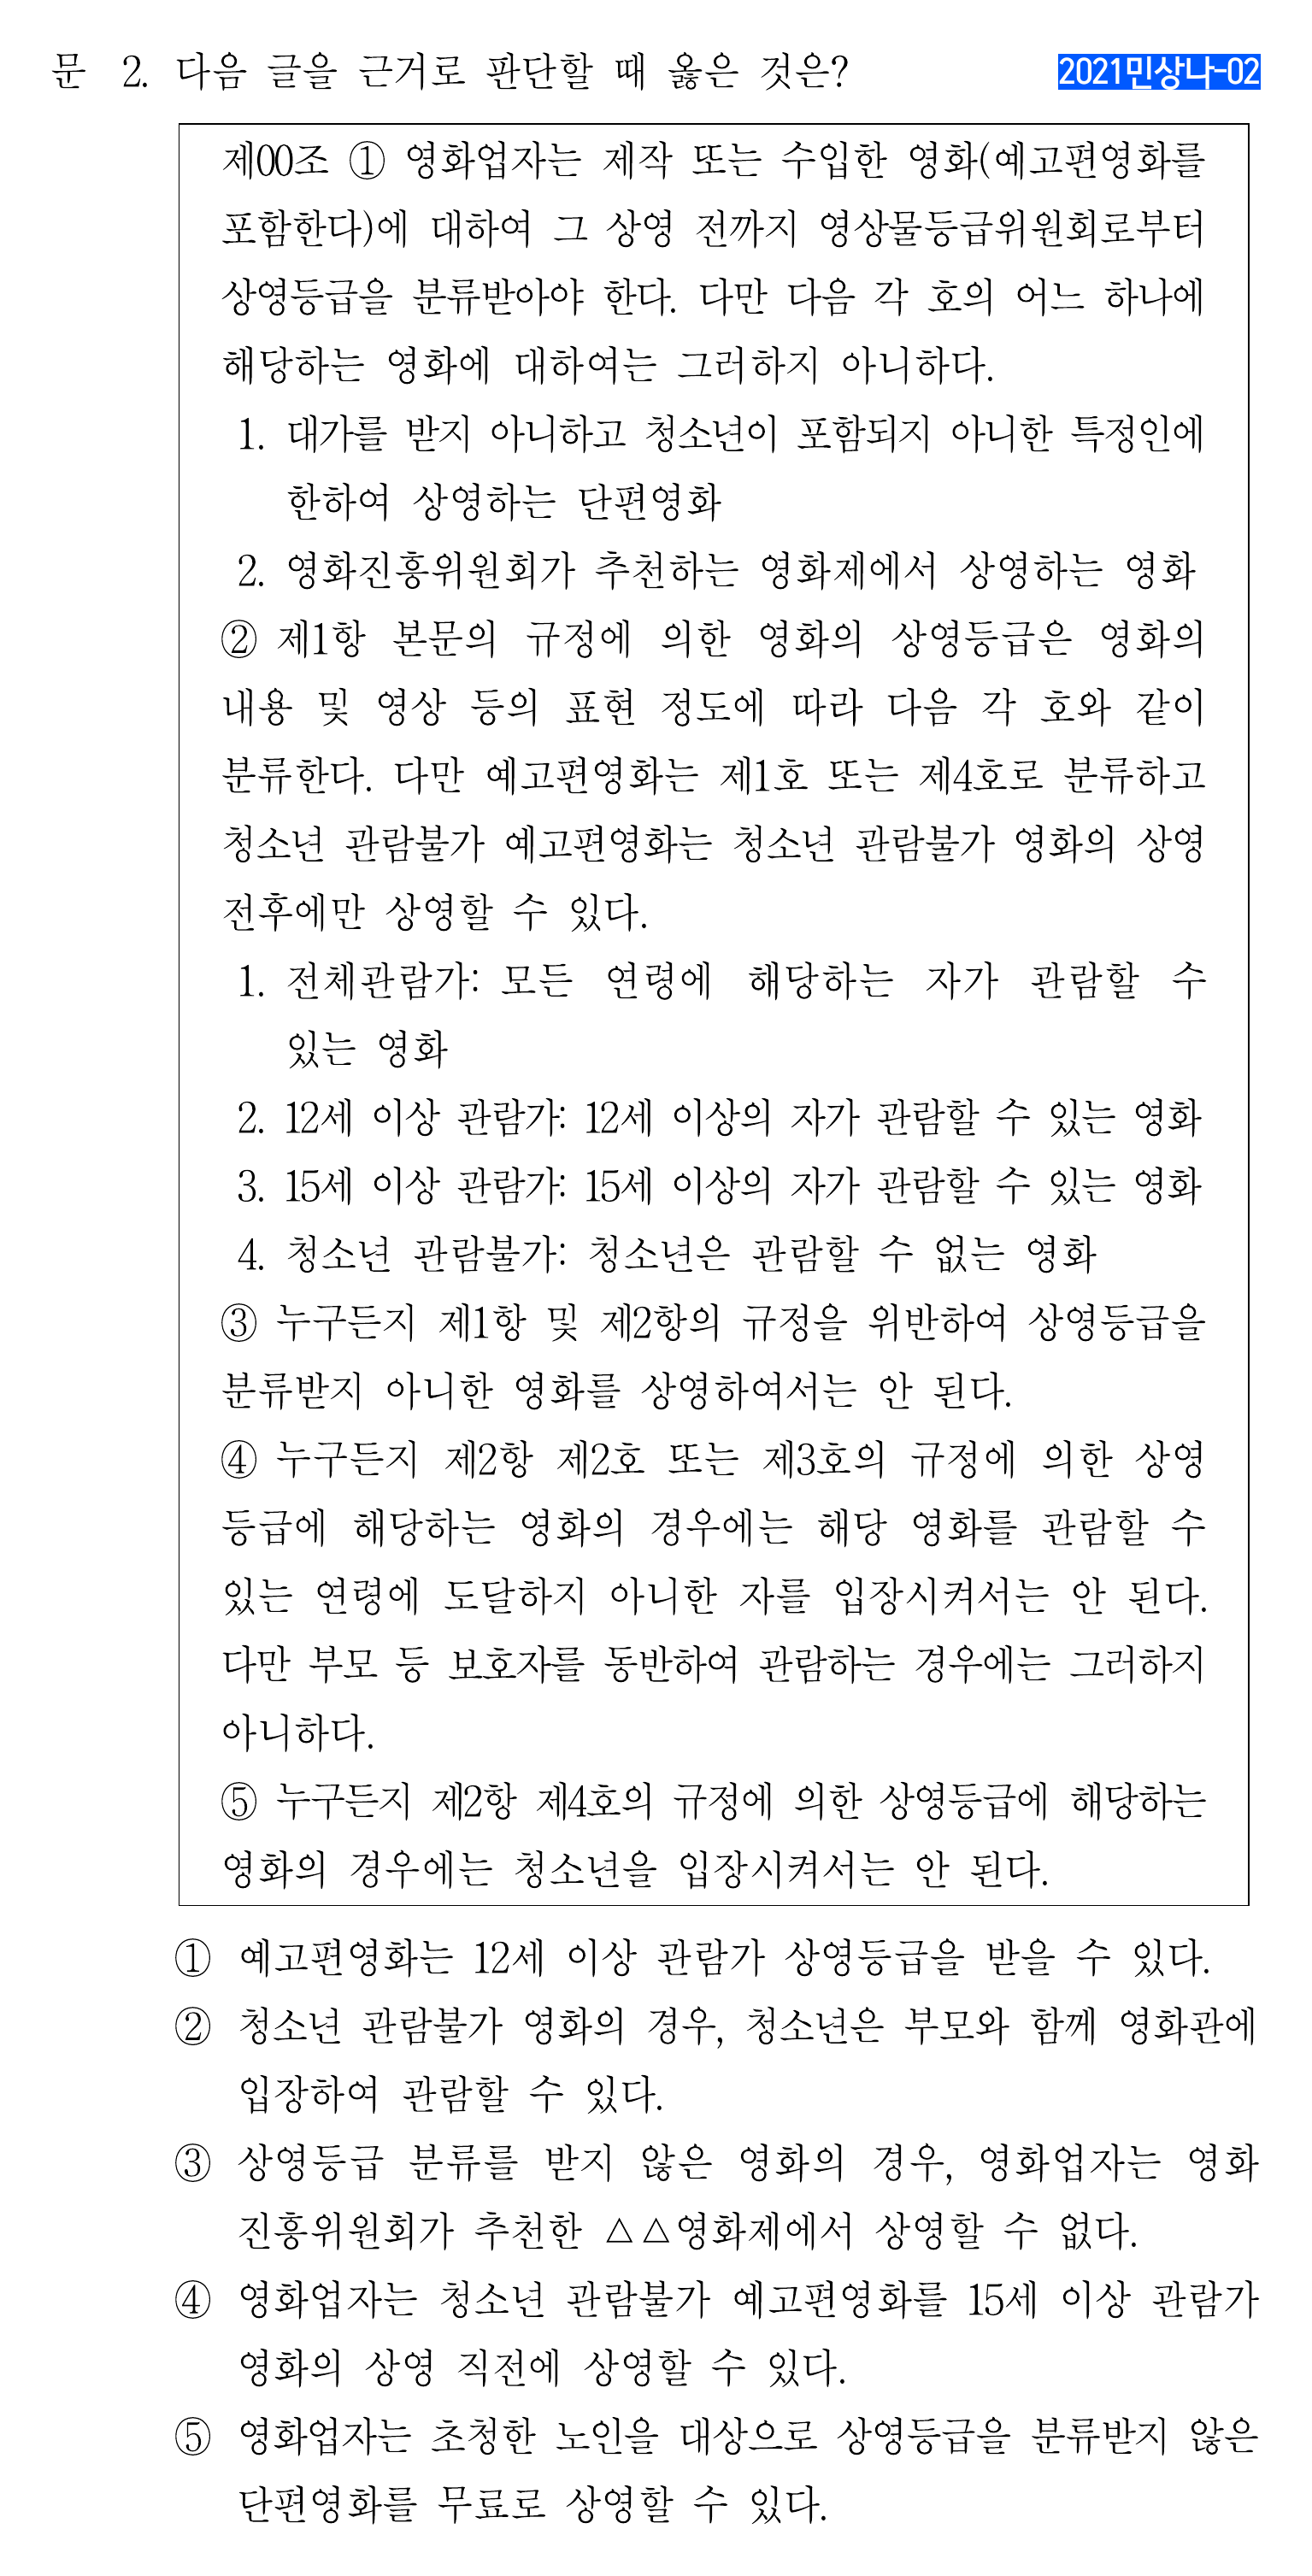 문 2. 다음 글을 근거로 판단할 때 옳은 것은? 2021민상나-02
제00조 ① 영화업자는 제작 또는 수입한 영화(예고편영화를
포함한다)에 대하여 그 상영 전까지 영상물등급위원회로부터
상영등급을 분류받아야 한다. 다만 다음 각 호의 어느 하나에
해당하는 영화에 대하여는 그러하지 아니하다.
1. 대가를 받지 아니하고 청소년이 포함되지 아니한 특정인에
한하여 상영하는 단편영화
2. 영화진흥위원회가 추천하는 영화제에서 상영하는 영화
② 제1항 본문의 규정에 의한 영화의 상영등급은 영화의
내용 및 영상 등의 표현 정도에 따라 다음 각 호와 같이
분류한다. 다만 예고편영화는 제1호 또는 제4호로 분류하고
청소년 관람불가 예고편영화는 청소년 관람불가 영화의 상영
전후에만 상영할 수 있다.
1. 전체관람가: 모든 연령에 해당하는 자가 관람할 수
있는 영화
2. 12세 이상 관람가: 12세 이상의 자가 관람할 수 있는 영화
3. 15세 이상 관람가: 15세 이상의 자가 관람할 수 있는 영화
4. 청소년 관람불가: 청소년은 관람할 수 없는 영화
③ 누구든지 제1항 및 제2항의 규정을 위반하여 상영등급을
분류받지 아니한 영화를 상영하여서는 안 된다.
④ 누구든지 제2항 제2호 또는 제3호의 규정에 의한 상영
등급에 해당하는 영화의 경우에는 해당 영화를 관람할 수
있는 연령에 도달하지 아니한 자를 입장시켜서는 안 된다.
다만 부모 등 보호자를 동반하여 관람하는 경우에는 그러하지
아니하다.
⑤ 누구든지 제2항 제4호의 규정에 의한 상영등급에 해당하는
영화의 경우에는 청소년을 입장시켜서는 안 된다.
① 예고편영화는 12세 이상 관람가 상영등급을 받을 수 있다.
② 청소년 관람불가 영화의 경우, 청소년은 부모와 함께 영화관에
입장하여 관람할 수 있다.
③ 상영등급 분류를 받지 않은 영화의 경우, 영화업자는 영화
진흥위원회가 추천한 △△영화제에서 상영할 수 없다.
④ 영화업자는 청소년 관람불가 예고편영화를 15세 이상 관람가
영화의 상영 직전에 상영할 수 있다.
⑤ 영화업자는 초청한 노인을 대상으로 상영등급을 분류받지 않은
단편영화를 무료로 상영할 수 있다.